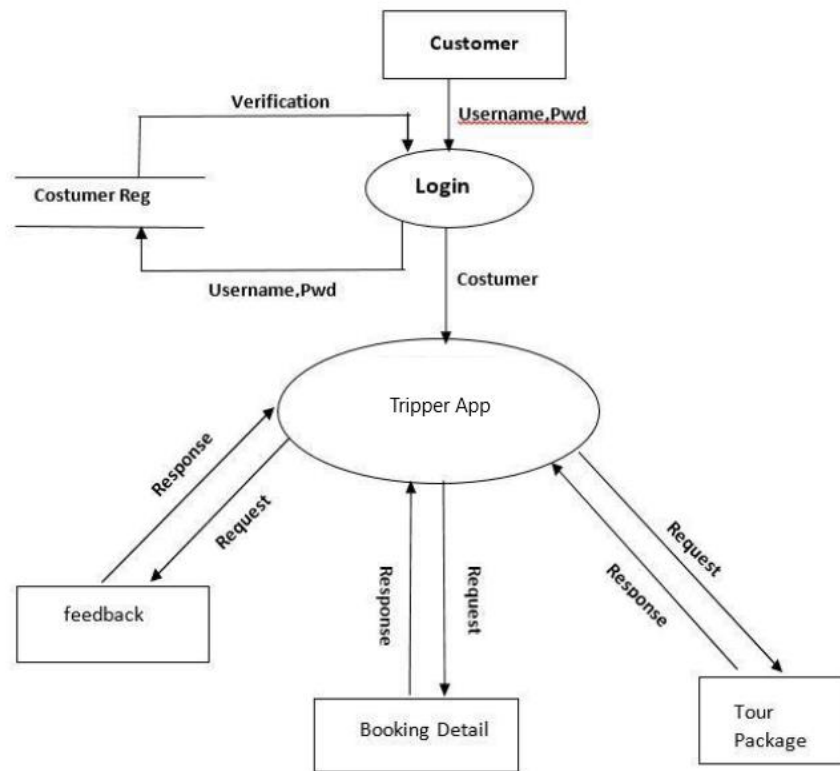 Customer
Verification
Username,Pwd
Login
Costumer Reg
Username,Pwd
Costumer
Tripper App
Response
Request
Response
Request
Request
Response
feedback
Booking Detail
Tour
Package